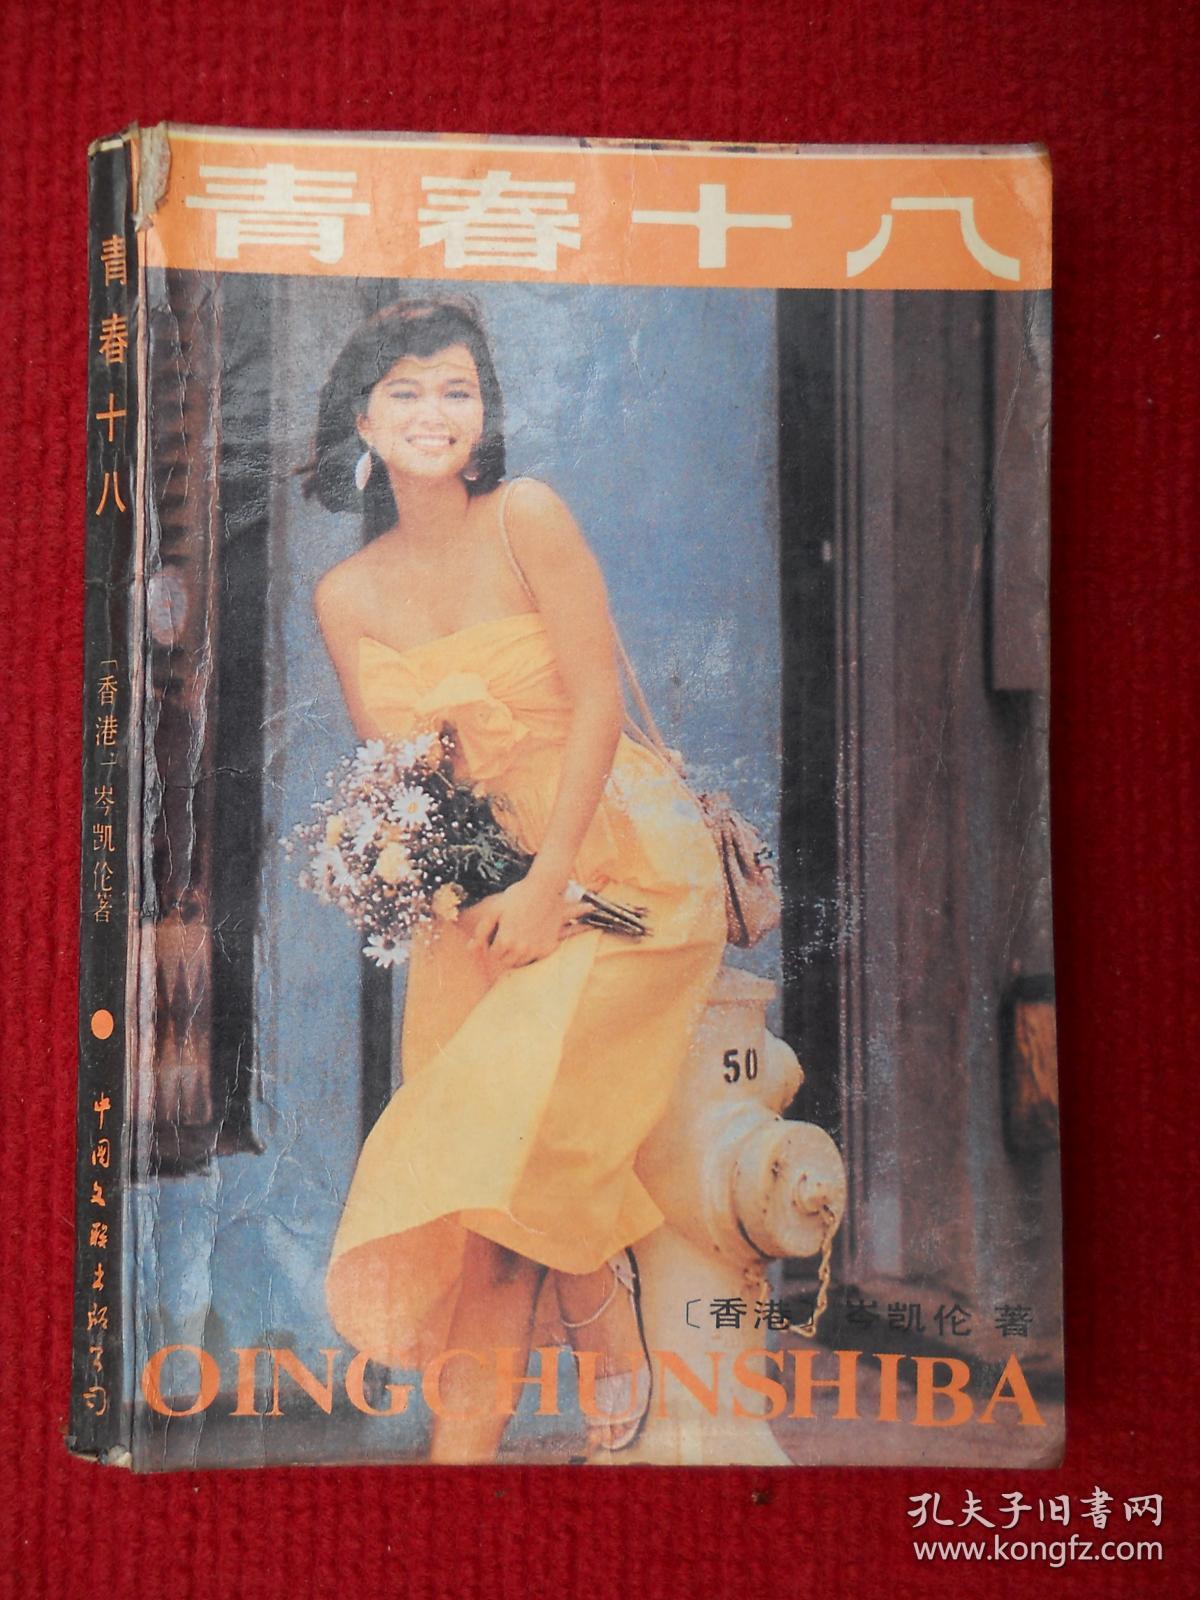 青春十八
50
〔香港〕岑凯伦 著
QINGCHUNSHIBA
青春十八
〔香港〕岑凯伦著
中国文联出版公司
孔夫子旧书网
www.kongfz.com